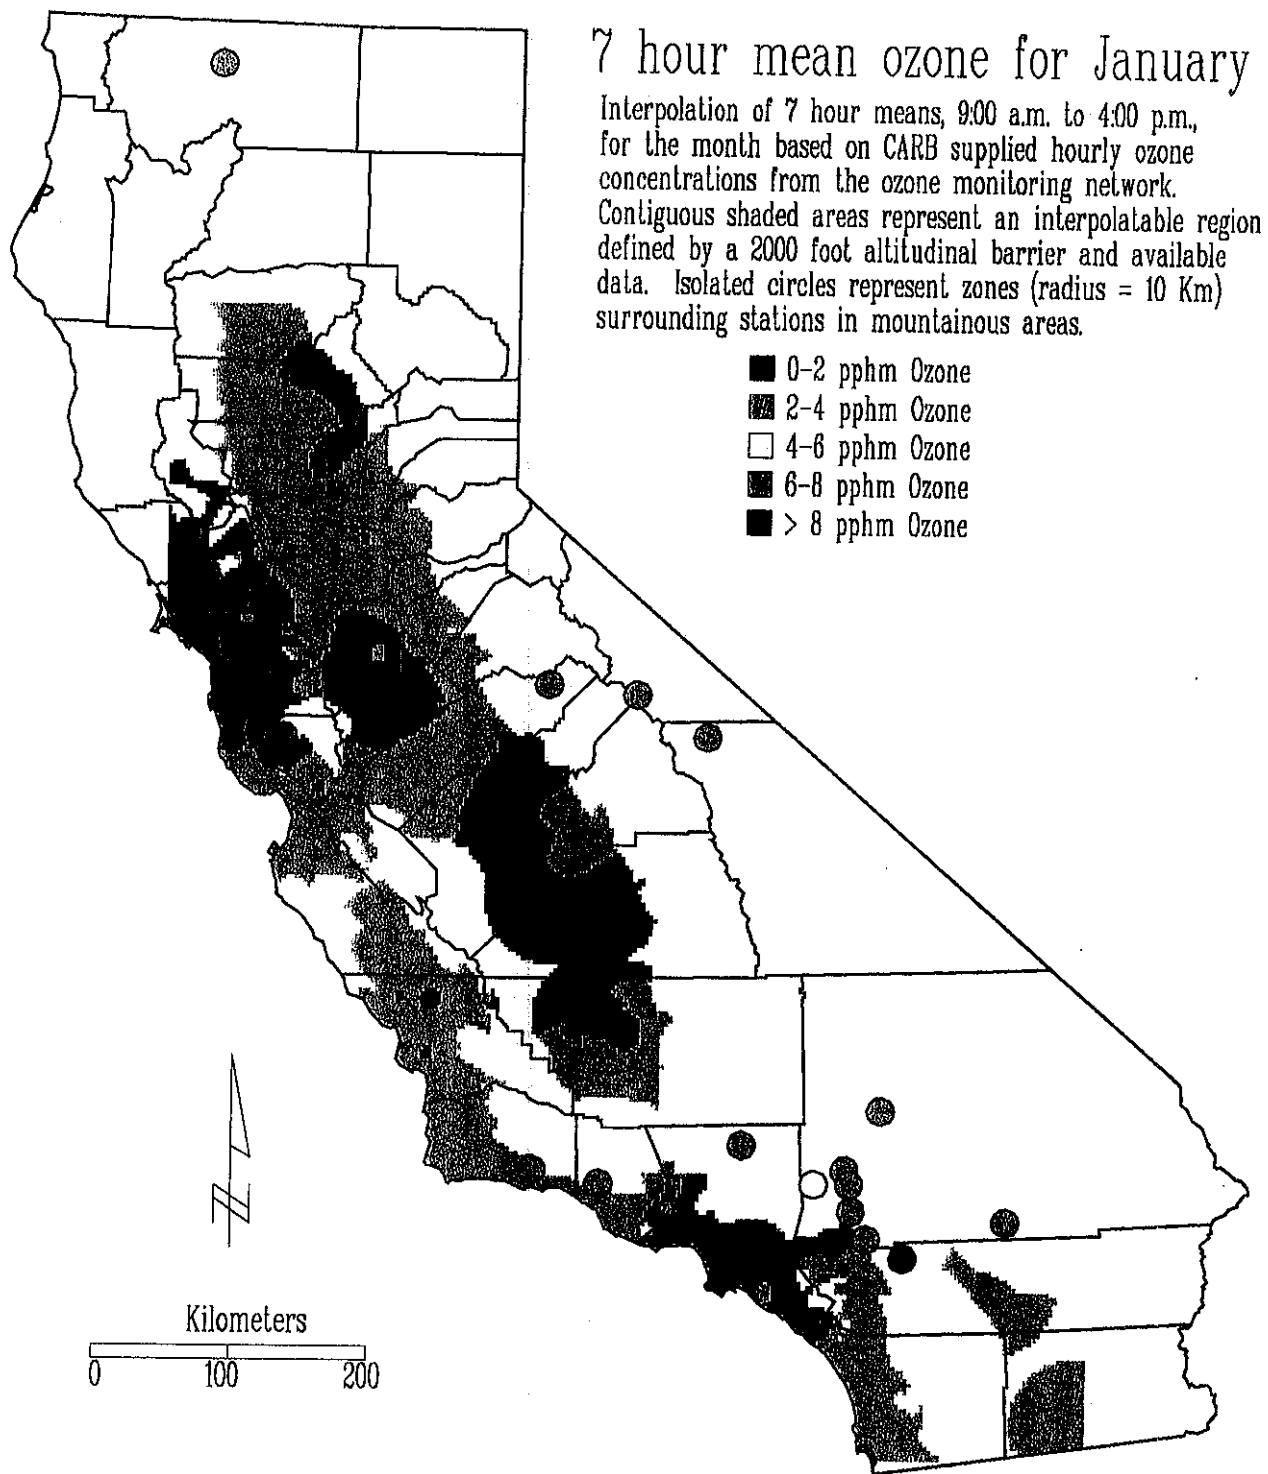 7 hour mean ozone for January
Interpolation of 7 hour means, 9:00 a.m. to 4:00 p.m.,
for the month based on CARB supplied hourly ozone
concentrations from the ozone monitoring network.
Contiguous shaded areas represent an interpolatable region
defined by a 2000 foot altitudinal barrier and available
data. Isolated circles represent zones (radius = 10 Km)
surrounding stations in mountainous areas.
0-2 pphm Ozone
2-4 pphm Ozone
4-6 pphm Ozone
6-8 pphm Ozone
> 8 pphm Ozone
N
Kilometers
0 100 200